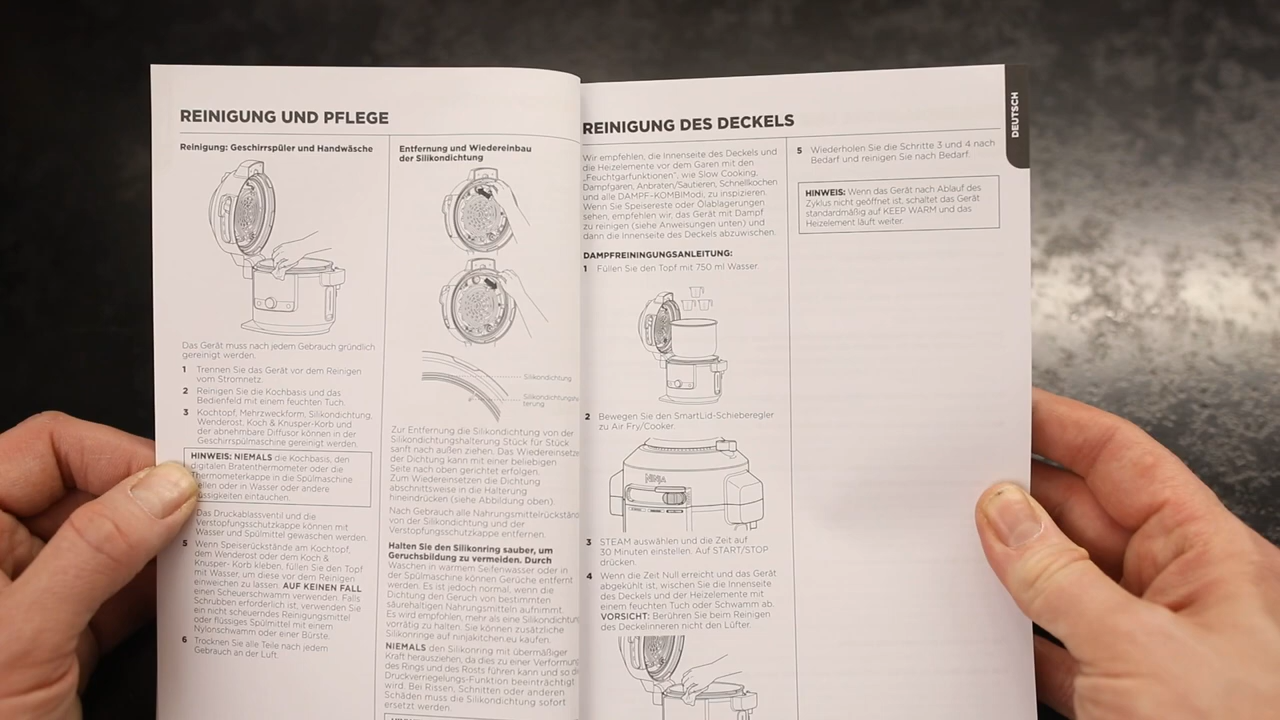 REINIGUNG UND PFLEGE
Reinigung: Geschirrspüler und Handwäsche
Das Gerät muss nach jedem Gebrauch gründlich
gereinigt werden.
1 Trennen Sie das Gerät vor dem Reinigen
vom Stromnetz.
2 Reinigen Sie die Kochbasis und das
Bedienfeld mit einem feuchten Tuch.
3 Kochtopf, Mehrzweckform, Silikondichtung,
Wenderost, Koch & Knusper-Korb und
der abnehmbare Diffusor können in der
Geschirrspülmaschine gereinigt werden.
HINWEIS: NIEMALS die Kochbasis, den
digitalen Bratenthermometer oder die
Thermometerkappe in die Spülmaschine
stellen oder in Wasser oder andere
Flüssigkeiten eintauchen.
Das Druckablassventil und die
Verstopfungsschutzkappe können mit
Wasser und Spülmittel gewaschen werden.
5 Wenn Speiserückstände am Kochtopf,
dem Wenderost oder dem Koch &
Knusper- Korb kleben, füllen Sie den Topf
mit Wasser, um diese vor dem Reinigen
einweichen zu lassen. AUF KEINEN FALL
einen Scheuerschwamm verwenden. Falls
Schrubben erforderlich ist, verwenden Sie
ein nicht scheuerndes Reinigungsmittel
oder flüssiges Spülmittel mit einem
Nylonschwamm oder einer Bürste.
6 Trocknen Sie alle Teile nach jedem
Gebrauch an der Luft.
Entfernung und Wiedereinbau
der Silikondichtung
Silikondichtung
Silikondichtungsha
terung
Zur Entfernung die Silikondichtung von der
Silikondichtungshalterung Stück für Stück
sanft nach außen ziehen. Das Wiedereinsetze
der Dichtung kann mit einer beliebigen
Seite nach oben gerichtet erfolgen.
Zum Wiedereinsetzen die Dichtung
abschnittsweise in die Halterung
hineindrücken (siehe Abbildung oben).
Nach Gebrauch alle Nahrungsmittelrückstände
von der Silikondichtung und der
Verstopfungsschutzkappe entfernen.
Halten Sie den Silikonring sauber, um
Geruchsbildung zu vermeiden. Durch
Waschen in warmem Seifenwasser oder in
der Spülmaschine können Gerüche entfernt
werden. Es ist jedoch normal, wenn die
Dichtung den Geruch von bestimmten
säurehaltigen Nahrungsmitteln aufnimmt.
Es wird empfohlen, mehr als eine Silikondichtung
vorrätig zu halten. Sie können zusätzliche
Silikonringe auf ninjakitchen.eu kaufen.
NIEMALS den Silikonring mit übermäßiger
Kraft herausziehen, da dies zu einer Verformung
des Rings und des Rosts führen kann und so die
Druckverriegelungs-Funktion beeinträchtigt
wird. Bei Rissen, Schnitten oder anderen
Schäden muss die Silikondichtung sofort
ersetzt werden.
DEUTSCH
REINIGUNG DES DECKELS
Wir empfehlen, die Innenseite des Deckels und
die Heizelemente vor dem Garen mit den
„Feuchtgarfunktionen“, wie Slow Cooking,
Dampfgaren, Anbraten/Sautieren, Schnellkochen
und alle DAMPF-KOMBIModi, zu inspizieren.
Wenn Sie Speisereste oder Ölablagerungen
sehen, empfehlen wir, das Gerät mit Dampf
zu reinigen (siehe Anweisungen unten) und
dann die Innenseite des Deckels abzuwischen.
DAMPFREININGUNGSANLEITUNG:
1 Füllen Sie den Topf mit 750 ml Wasser
2 Bewegen Sie den SmartLid-Schieberegler
zu Air Fry/Cooker.
NINJA
3 STEAM auswählen und die Zeit auf
30 Minuten einstellen. Auf START/STOP
drücken.
4 Wenn die Zeit Null erreicht und das Gerät
abgekühlt ist, wischen Sie die Innenseite
des Deckels und der Heizelemente mit
einem feuchten Tuch oder Schwamm ab.
VORSICHT: Berühren Sie beim Reinigen
des Deckelinneren nicht den Lüfter.
5 Wiederholen Sie die Schritte 3 und 4 nach
Bedarf und reinigen Sie nach Bedarf.
HINWEIS: Wenn das Gerät nach Ablauf des
Zyklus nicht geöffnet ist, schaltet das Gerät
standardmäßig auf KEEP WARM und das
Heizelement läuft weiter.